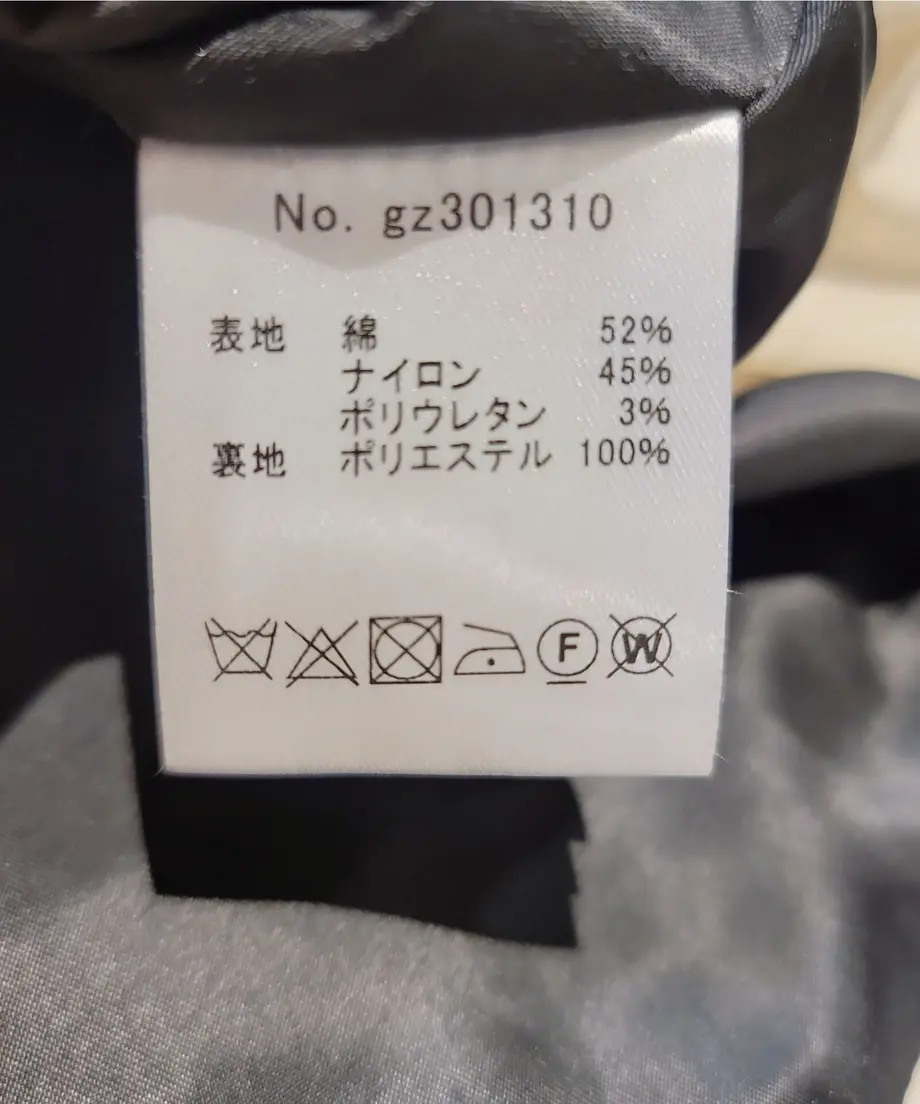 No. gz301310
表地 綿 52%
ナイロン 45%
ポリウレタン 3%
裏地 ポリエステル 100%
F W